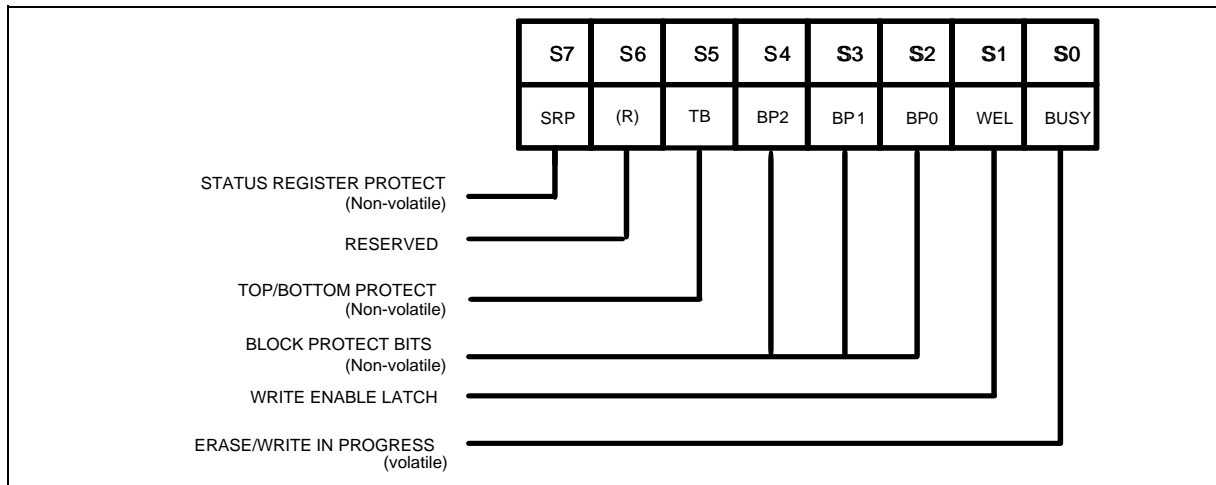 S7 S6 S5 S4 S3 S2 S1 S0
SRP (R) TB BP2 BP1 BP0 WEL BUSY
STATUS REGISTER PROTECT
(Non-volatile)
RESERVED
TOP/BOTTOM PROTECT
(Non-volatile)
BLOCK PROTECT BITS
(Non-volatile)
WRITE ENABLE LATCH
ERASE/WRITE IN PROGRESS
(volatile)